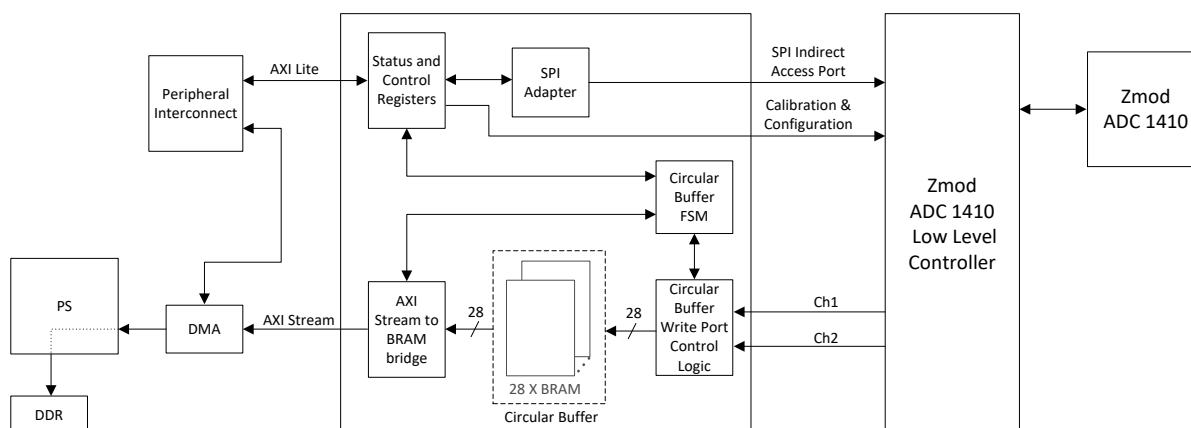 Peripheral
Interconnect
AXI Lite
Status and
Control
Registers
SPI
Adapter
SPI Indirect
Access Port
Calibration &
Configuration
Zmod
ADC 1410
Low Level
Controller
Zmod
ADC 1410
Circular
Buffer
FSM
PS
DMA
AXI Stream
AXI
Stream to
BRAM
bridge
28
28 X BRAM
Circular Buffer
28
Circular
Buffer
Write Port
Control
Logic
Ch1
Ch2
DDR